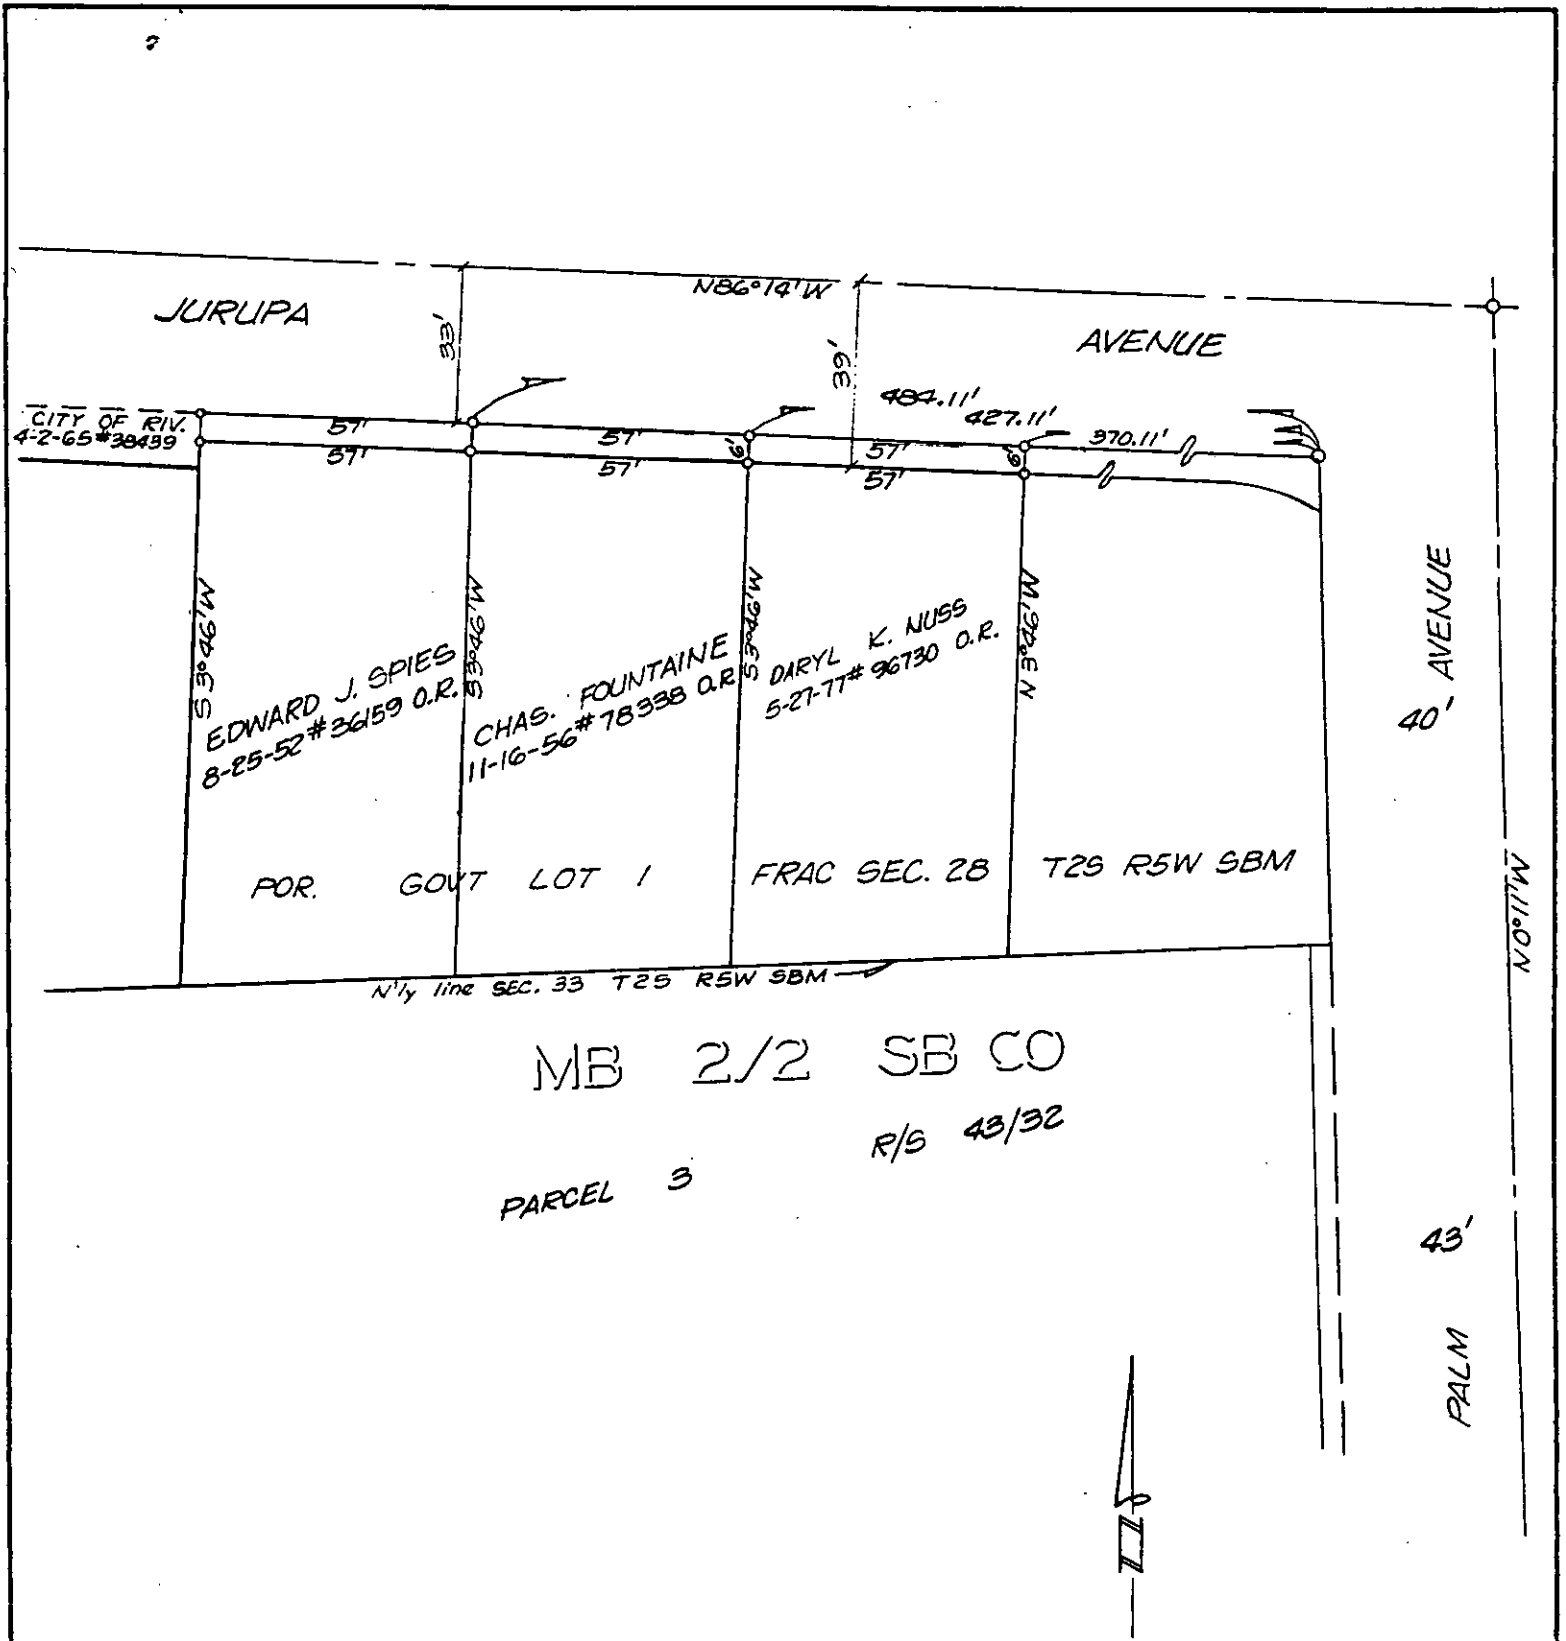 N86°14'W
JURUPA
AVENUE
33'
39'
CITY OF RIV.
4-2-65 #38439
484.11'
427.11'
370.11'
57'
57'
57'
57'
57'
57'
6'
6'
S 3°46'W
S3°46'W
S3°46'W
N 3°46'W
EDWARD J. SPIES
8-25-52 #36159 O.R.
CHAS. FOUNTAINE
11-16-56 #78338 O.R.
DARYL K. NUSS
5-27-77 #96730 O.R.
40' AVENUE
POR. GOVT LOT 1 FRAC SEC. 28 T2S R5W SBM
N'ly line SEC. 33 T2S R5W SBM
N0°11'W
MB 2/2 SB CO
R/S 43/32
PARCEL 3
43'
PALM